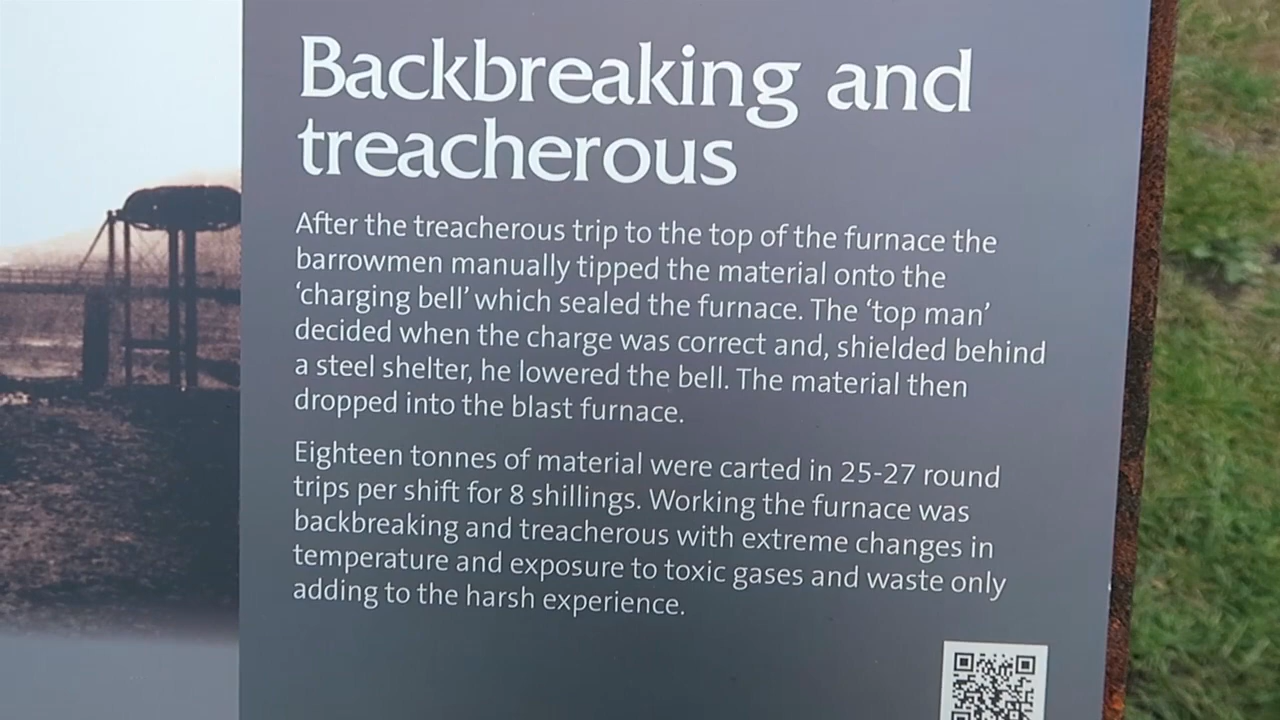 Backbreaking and
treacherous
After the treacherous trip to the top of the furnace the
barrowmen manually tipped the material onto the
‘charging bell’ which sealed the furnace. The ‘top man’
decided when the charge was correct and, shielded behind
a steel shelter, he lowered the bell. The material then
dropped into the blast furnace.
Eighteen tonnes of material were carted in 25-27 round
trips per shift for 8 shillings. Working the furnace was
backbreaking and treacherous with extreme changes in
temperature and exposure to toxic gases and waste only
adding to the harsh experience.